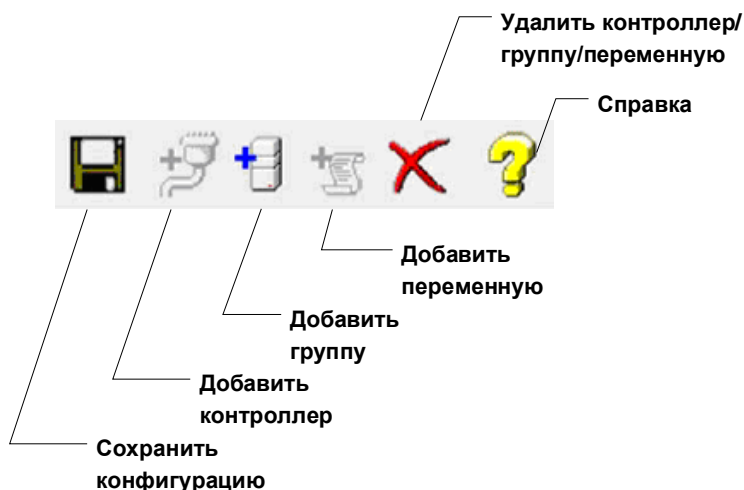 Удалить контроллер/
группу/переменную
Справка
Добавить
переменную
Добавить
группу
Добавить
контроллер
Сохранить
конфигурацию